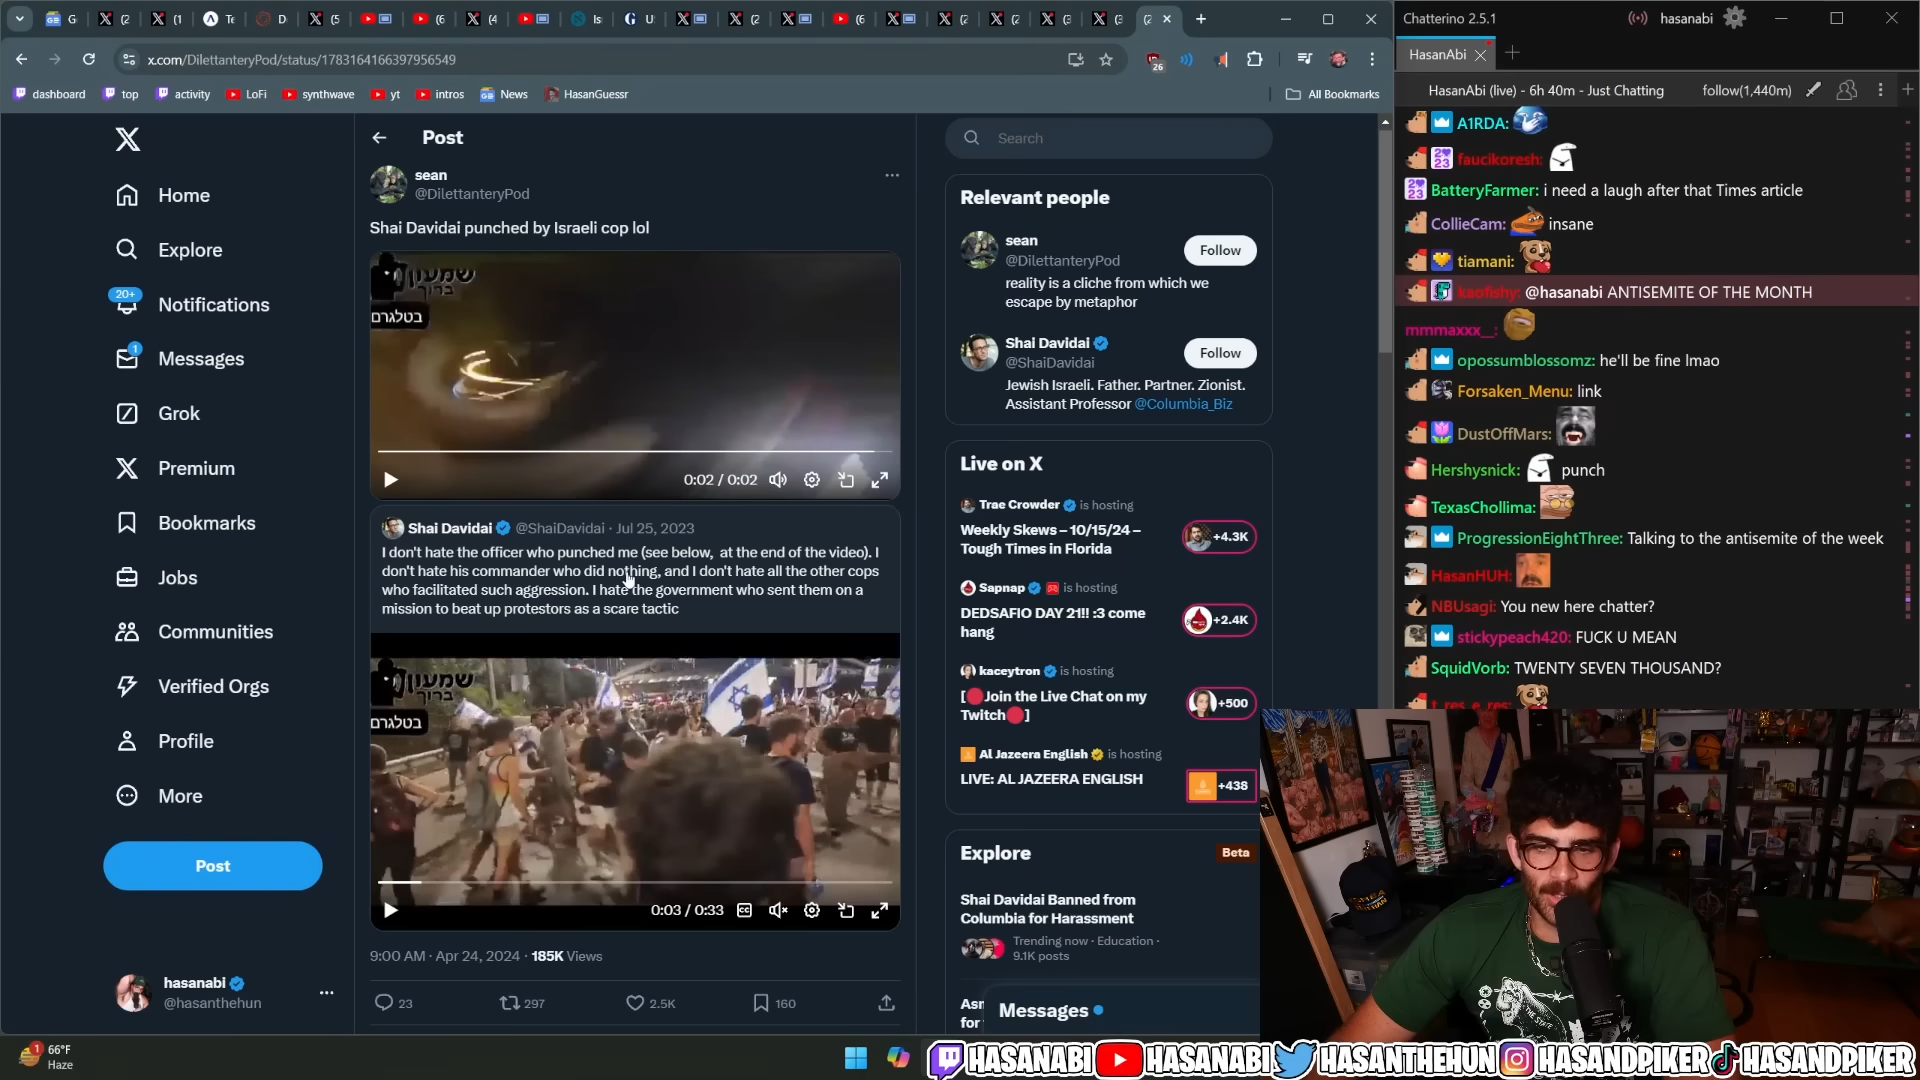 x.com/DilettanteryPod/status/1783164166397956549
dashboard
top
activity
LoFi
synthwave
yt
intros
News
HasanGuessr
All Bookmarks
26
Home
Explore
20+
Notifications
1
Messages
Grok
Premium
Bookmarks
Jobs
Communities
Verified Orgs
Profile
More
Post
hasanabi
@hasanthehun
Post
sean
@DilettanteryPod
Shai Davidai punched by Israeli cop lol
שמעון
בריך
בטלגרם
0:02 / 0:02
Shai Davidai @ShaiDavidai · Jul 25, 2023
I don't hate the officer who punched me (see below, at the end of the video). I
don't hate his commander who did nothing, and I don't hate all the other cops
who facilitated such aggression. I hate the government who sent them on a
mission to beat up protestors as a scare tactic
שמעון
בריך
בטלגרם
0:03 / 0:33
9:00 AM · Apr 24, 2024 · 185K Views
23
297
2.5K
160
Search
Relevant people
sean
@DilettanteryPod
Follow
reality is a cliche from which we
escape by metaphor
Shai Davidai
@ShaiDavidai
Follow
Jewish Israeli. Father. Partner. Zionist.
Assistant Professor @Columbia_Biz
Live on X
Trae Crowder is hosting
Weekly Skews – 10/15/24 –
Tough Times in Florida
+4.3K
Sapnap is hosting
DEDSAFIO DAY 21!! :3 come
hang
+2.4K
kaceytron is hosting
[🔴Join the Live Chat on my
Twitch🔴]
+500
Al Jazeera English is hosting
LIVE: AL JAZEERA ENGLISH
+438
Explore
Beta
Shai Davidai Banned from
Columbia for Harassment
Trending now · Education ·
9.1K posts
for
Messages
Chatterino 2.5.1
hasanabi
HasanAbi
HasanAbi (live) - 6h 40m - Just Chatting
follow(1,440m)
A1RDA:
faucikoresh:
BatteryFarmer: i need a laugh after that Times article
CollieCam: insane
tiamani:
kaofishy: @hasanabi ANTISEMITE OF THE MONTH
mmmaxxx__:
opossumblossomz: he'll be fine lmao
Forsaken_Menu: link
DustOffMars:
Hershysnick: punch
TexasChollima:
ProgressionEightThree: Talking to the antisemite of the week
HasanHUH:
NBUsagi: You new here chatter?
stickypeach420: FUCK U MEAN
SquidVorb: TWENTY SEVEN THOUSAND?
t_res_e_res:
1
66°F
Haze
HASANABI
HASANABI
HASANTHEHUN
HASANDPIKER
HASANDPIKER